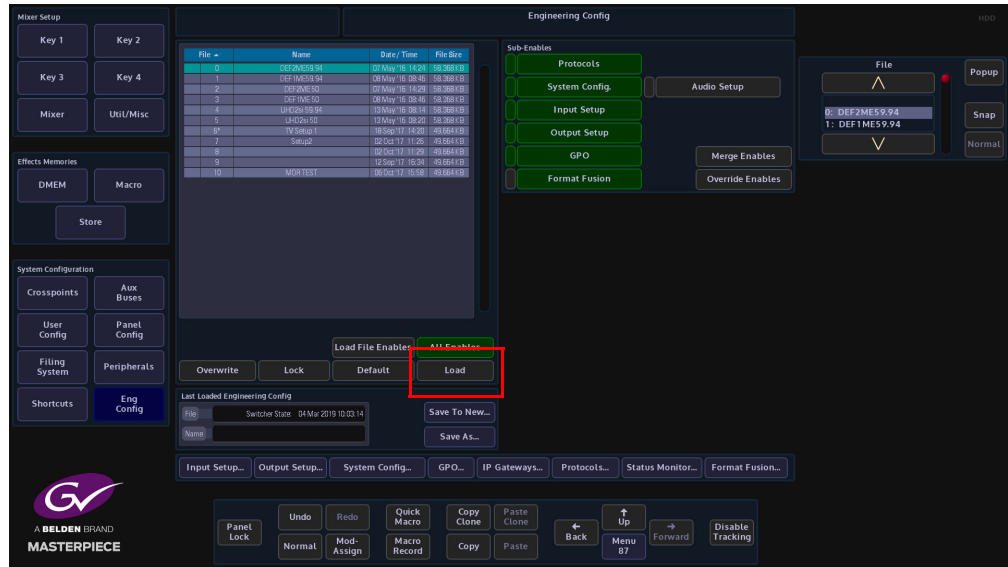 Mixer Setup
Key 1
Key 2
Key 3
Key 4
Mixer
Util/Misc
Effects Memories
DMEM
Macro
Store
System Configuration
Crosspoints
Aux
Buses
User
Config
Panel
Config
Filing
System
Peripherals
Shortcuts
Eng
Config
GV
A BELDEN BRAND
MASTERPIECE
Engineering Config
HDD
File Name Date/ Time File Size
0 DEF2ME59.94 07 May '16 14:24 58,368 KB
1 DEF1ME59.94 08 May '16 08:46 58,368 KB
2 DEF2ME50 07 May '16 14:29 58,368 KB
3 DEF1ME50 08 May '16 08:46 58,368 KB
4 UHD2si 59.94 13 May '16 08:14 58,368 KB
5 UHD2si 50 13 May '16 08:20 58,368 KB
6* TV Setup 1 18 Sep '17 14:20 49,664 KB
7 Setup2 02 Oct '17 11:26 49,664 KB
8 02 Oct '17 11:29 49,664 KB
9 12 Sep '17 16:34 49,664 KB
10 MOR TEST 06 Oct '17 15:58 49,664 KB
Load File Enables
All Enables
Overwrite
Lock
Default
Load
Last Loaded Engineering Config
File
Switcher State: 04 Mar 2019 10:03:14
Name
Save To New...
Save As...
Sub-Enables
Protocols
System Config.
Audio Setup
Input Setup
Output Setup
GPO
Merge Enables
Format Fusion
Override Enables
File
0: DEF2ME59.94
1: DEF1ME59.94
Popup
Snap
Normal
Input Setup...
Output Setup...
System Config...
GPO...
IP Gateways...
Protocols...
Status Monitor...
Format Fusion...
Panel
Lock
Undo
Redo
Normal
Mod-
Assign
Quick
Macro
Macro
Record
Copy
Clone
Paste
Clone
Copy
Paste
Back
Up
Menu
87
Forward
Disable
Tracking